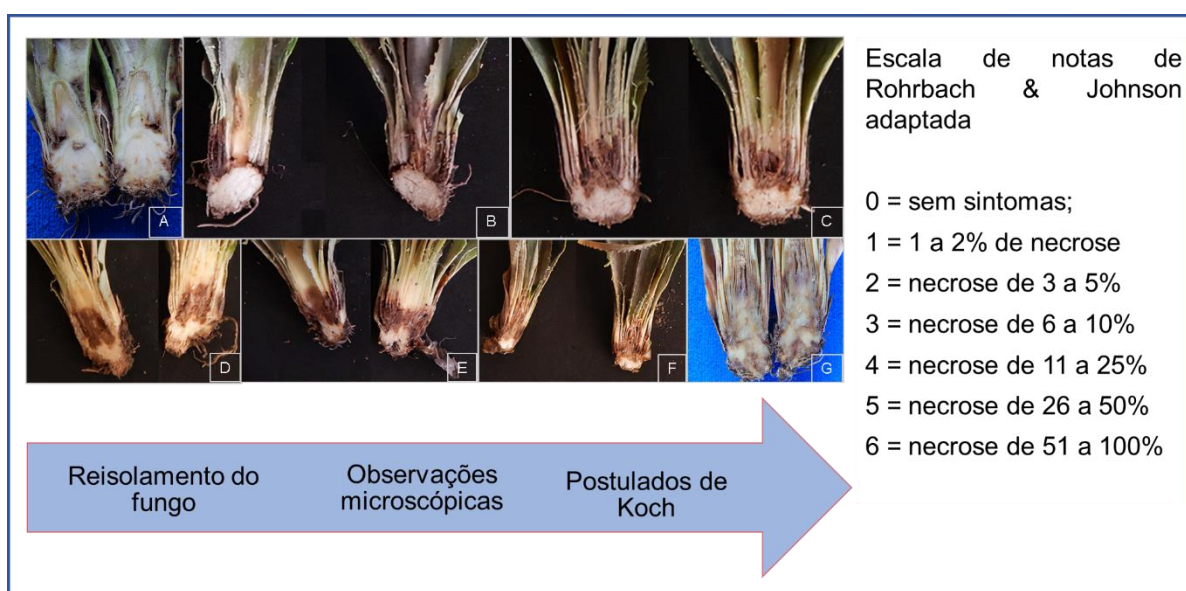 A
B
C
D
E
F
G
Escala de notas de
Rohrbach & Johnson
adaptada
0 = sem sintomas;
1 = 1 a 2% de necrose
2 = necrose de 3 a 5%
3 = necrose de 6 a 10%
4 = necrose de 11 a 25%
5 = necrose de 26 a 50%
6 = necrose de 51 a 100%
Reisolamento do
fungo
Observações
microscópicas
Postulados de
Koch